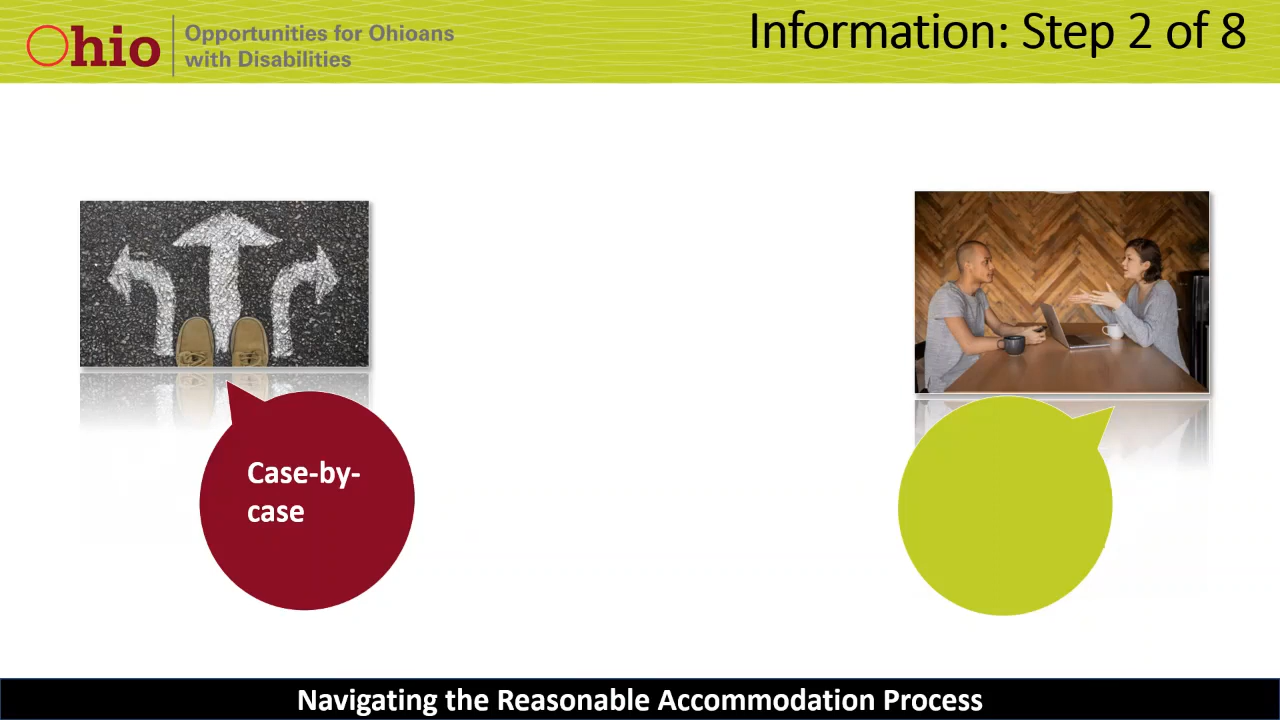 Ohio
Opportunities for Ohioans
with Disabilities
Information: Step 2 of 8
Case-by-
case
Navigating the Reasonable Accommodation Process